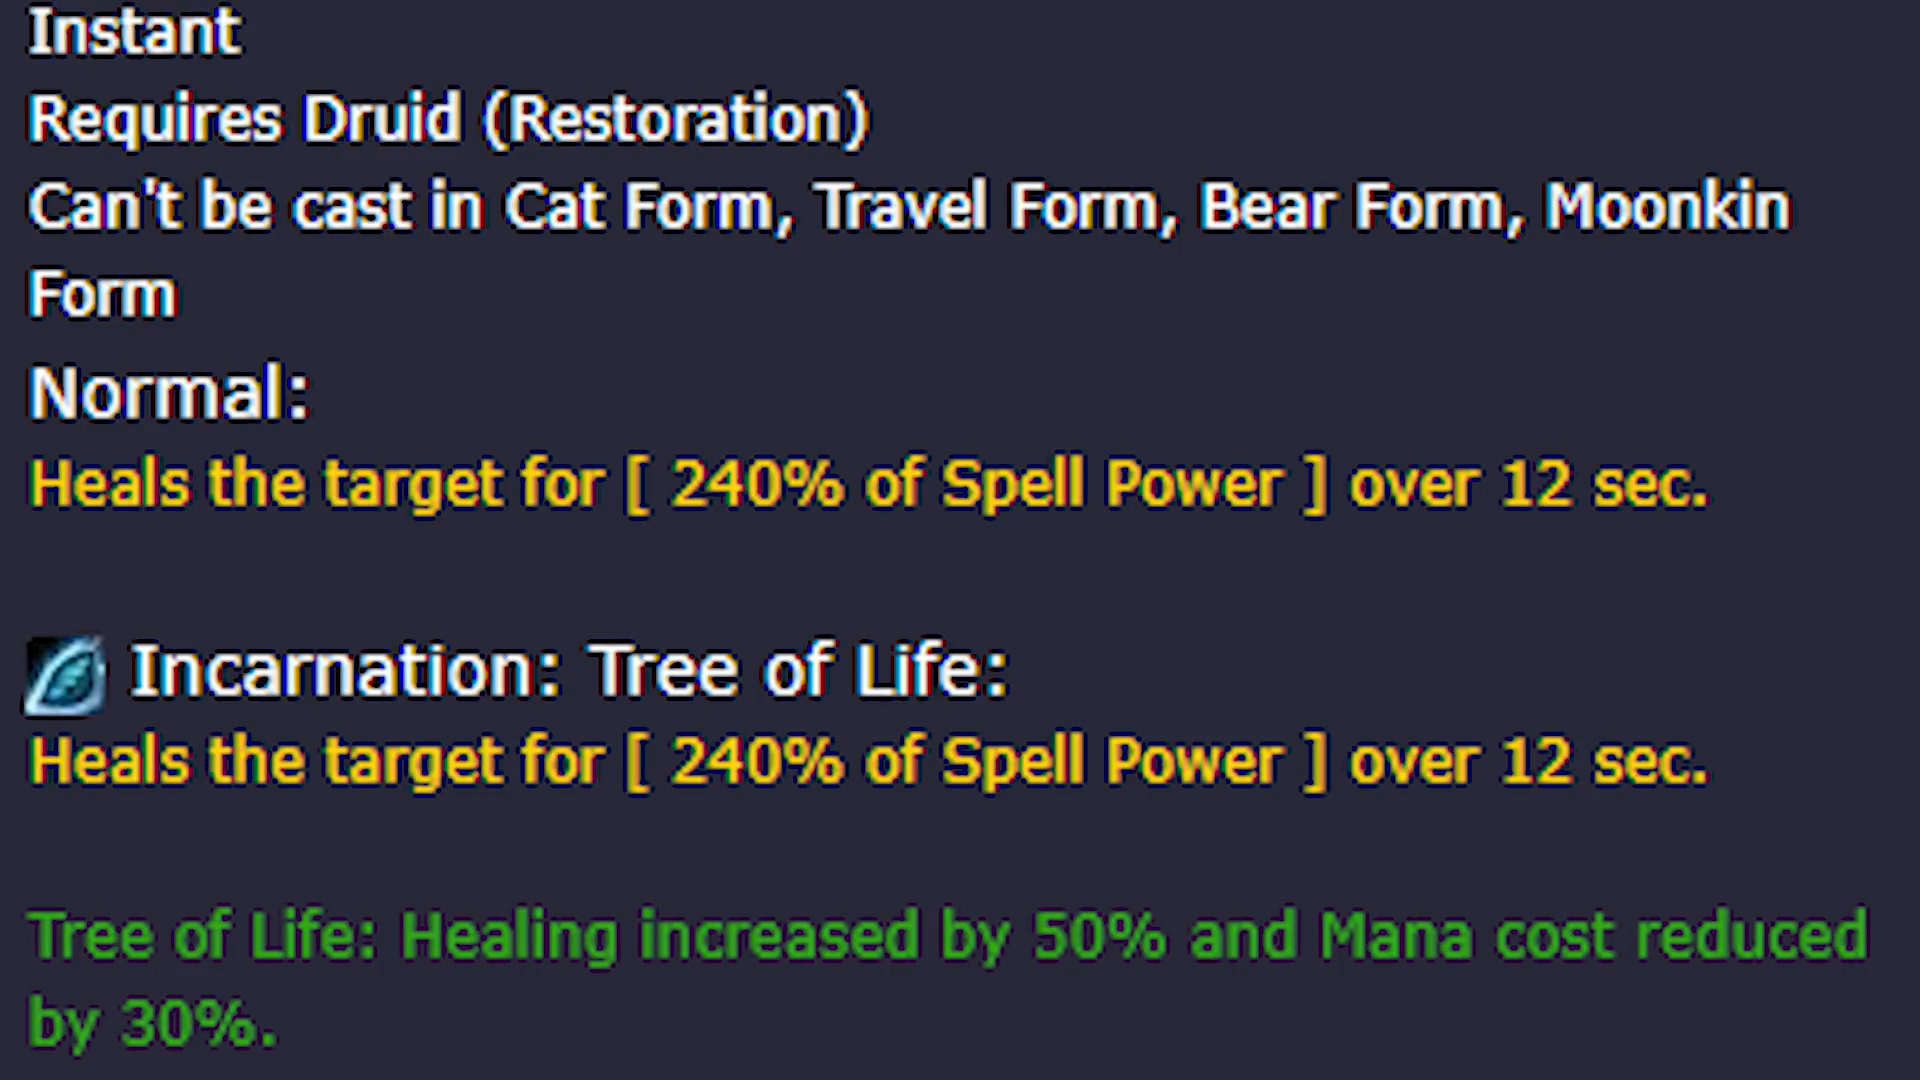 Instant
Requires Druid (Restoration)
Can't be cast in Cat Form, Travel Form, Bear Form, Moonkin
Form
Normal:
Heals the target for [ 240% of Spell Power ] over 12 sec.
Incarnation: Tree of Life:
Heals the target for [ 240% of Spell Power ] over 12 sec.
Tree of Life: Healing increased by 50% and Mana cost reduced
by 30%.